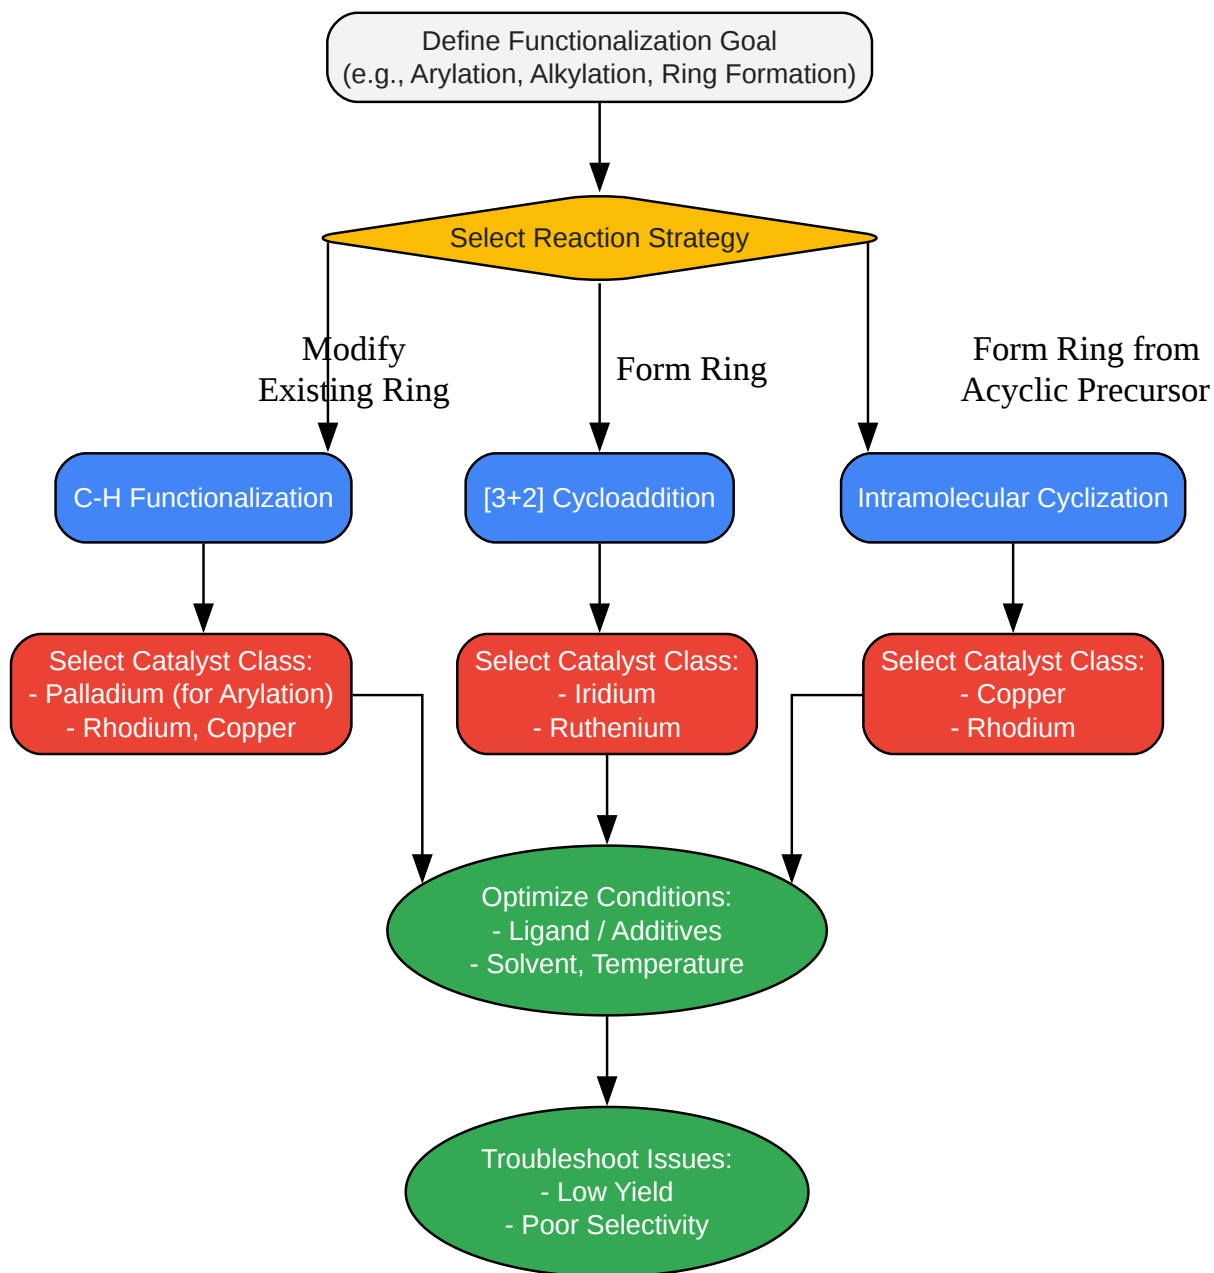 Define Functionalization Goal
(e.g., Arylation, Alkylation, Ring Formation)
Select Reaction Strategy
Modify
Existing Ring
Form Ring
Form Ring from
Acyclic Precursor
C-H Functionalization
[3+2] Cycloaddition
Intramolecular Cyclization
Select Catalyst Class:
- Palladium (for Arylation)
- Rhodium, Copper
Select Catalyst Class:
- Iridium
- Ruthenium
Select Catalyst Class:
- Copper
- Rhodium
Optimize Conditions:
- Ligand / Additives
- Solvent, Temperature
Troubleshoot Issues:
- Low Yield
- Poor Selectivity